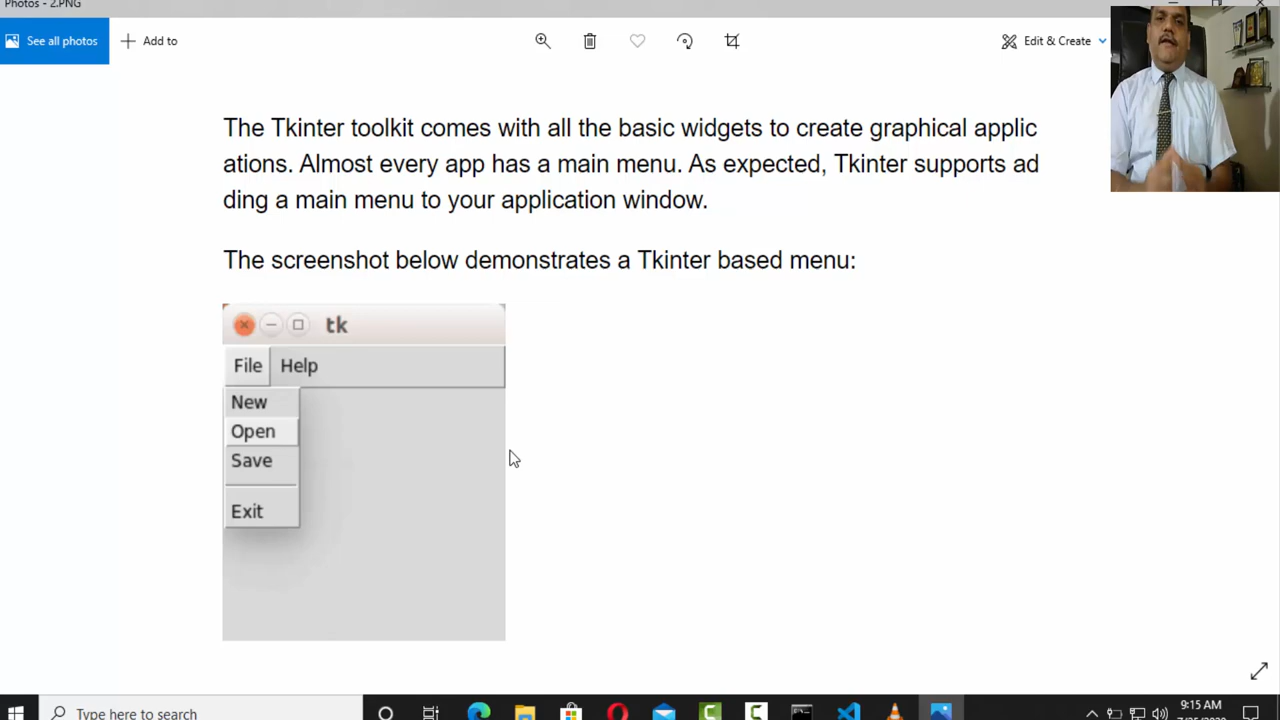 Photos - 2.PNG
See all photos
Add to
Edit & Create
The Tkinter toolkit comes with all the basic widgets to create graphical applic
ations. Almost every app has a main menu. As expected, Tkinter supports ad
ding a main menu to your application window.
The screenshot below demonstrates a Tkinter based menu:
tk
File Help
New
Open
Save
Exit
Type here to search
9:15 AM